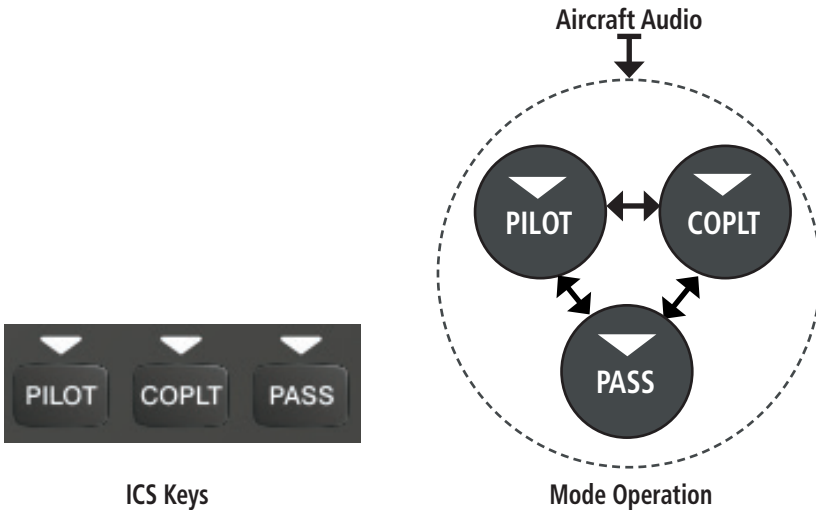 Aircraft Audio
PILOT
COPLT
PASS
PILOT
COPLT
PASS
ICS Keys
Mode Operation